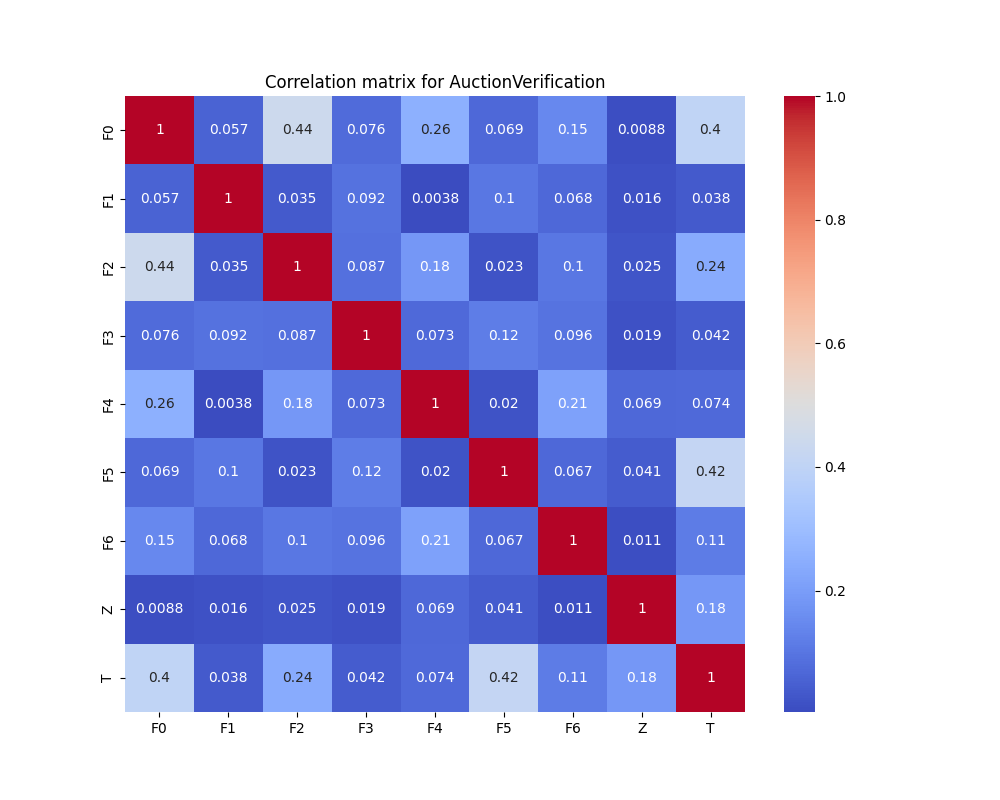 Correlation matrix for AuctionVerification
F0 1 0.057 0.44 0.076 0.26 0.069 0.15 0.0088 0.4
F1 0.057 1 0.035 0.092 0.0038 0.1 0.068 0.016 0.038
F2 0.44 0.035 1 0.087 0.18 0.023 0.1 0.025 0.24
F3 0.076 0.092 0.087 1 0.073 0.12 0.096 0.019 0.042
F4 0.26 0.0038 0.18 0.073 1 0.02 0.21 0.069 0.074
F5 0.069 0.1 0.023 0.12 0.02 1 0.067 0.041 0.42
F6 0.15 0.068 0.1 0.096 0.21 0.067 1 0.011 0.11
Z 0.0088 0.016 0.025 0.019 0.069 0.041 0.011 1 0.18
T 0.4 0.038 0.24 0.042 0.074 0.42 0.11 0.18 1
F0 F1 F2 F3 F4 F5 F6 Z T
1.0
0.8
0.6
0.4
0.2